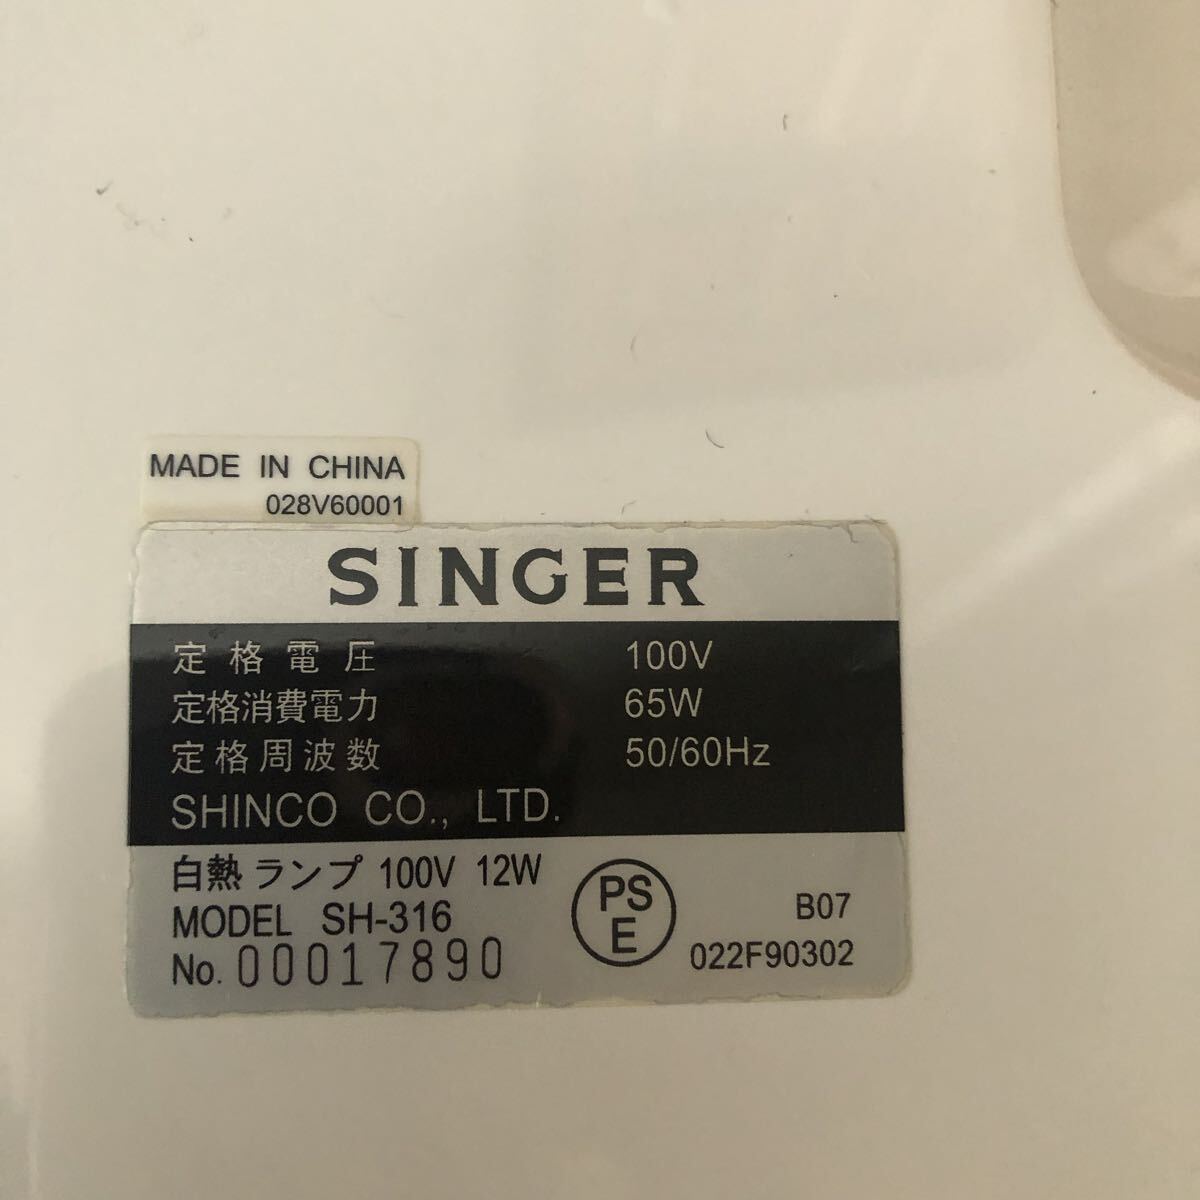 MADE IN CHINA
028V60001
SINGER
定格電圧 100V
定格消費電力 65W
定格周波数 50/60Hz
SHINCO CO., LTD.
白熱ランプ 100V 12W
MODEL SH-316
No. 00017890
PS
E
B07
022F90302